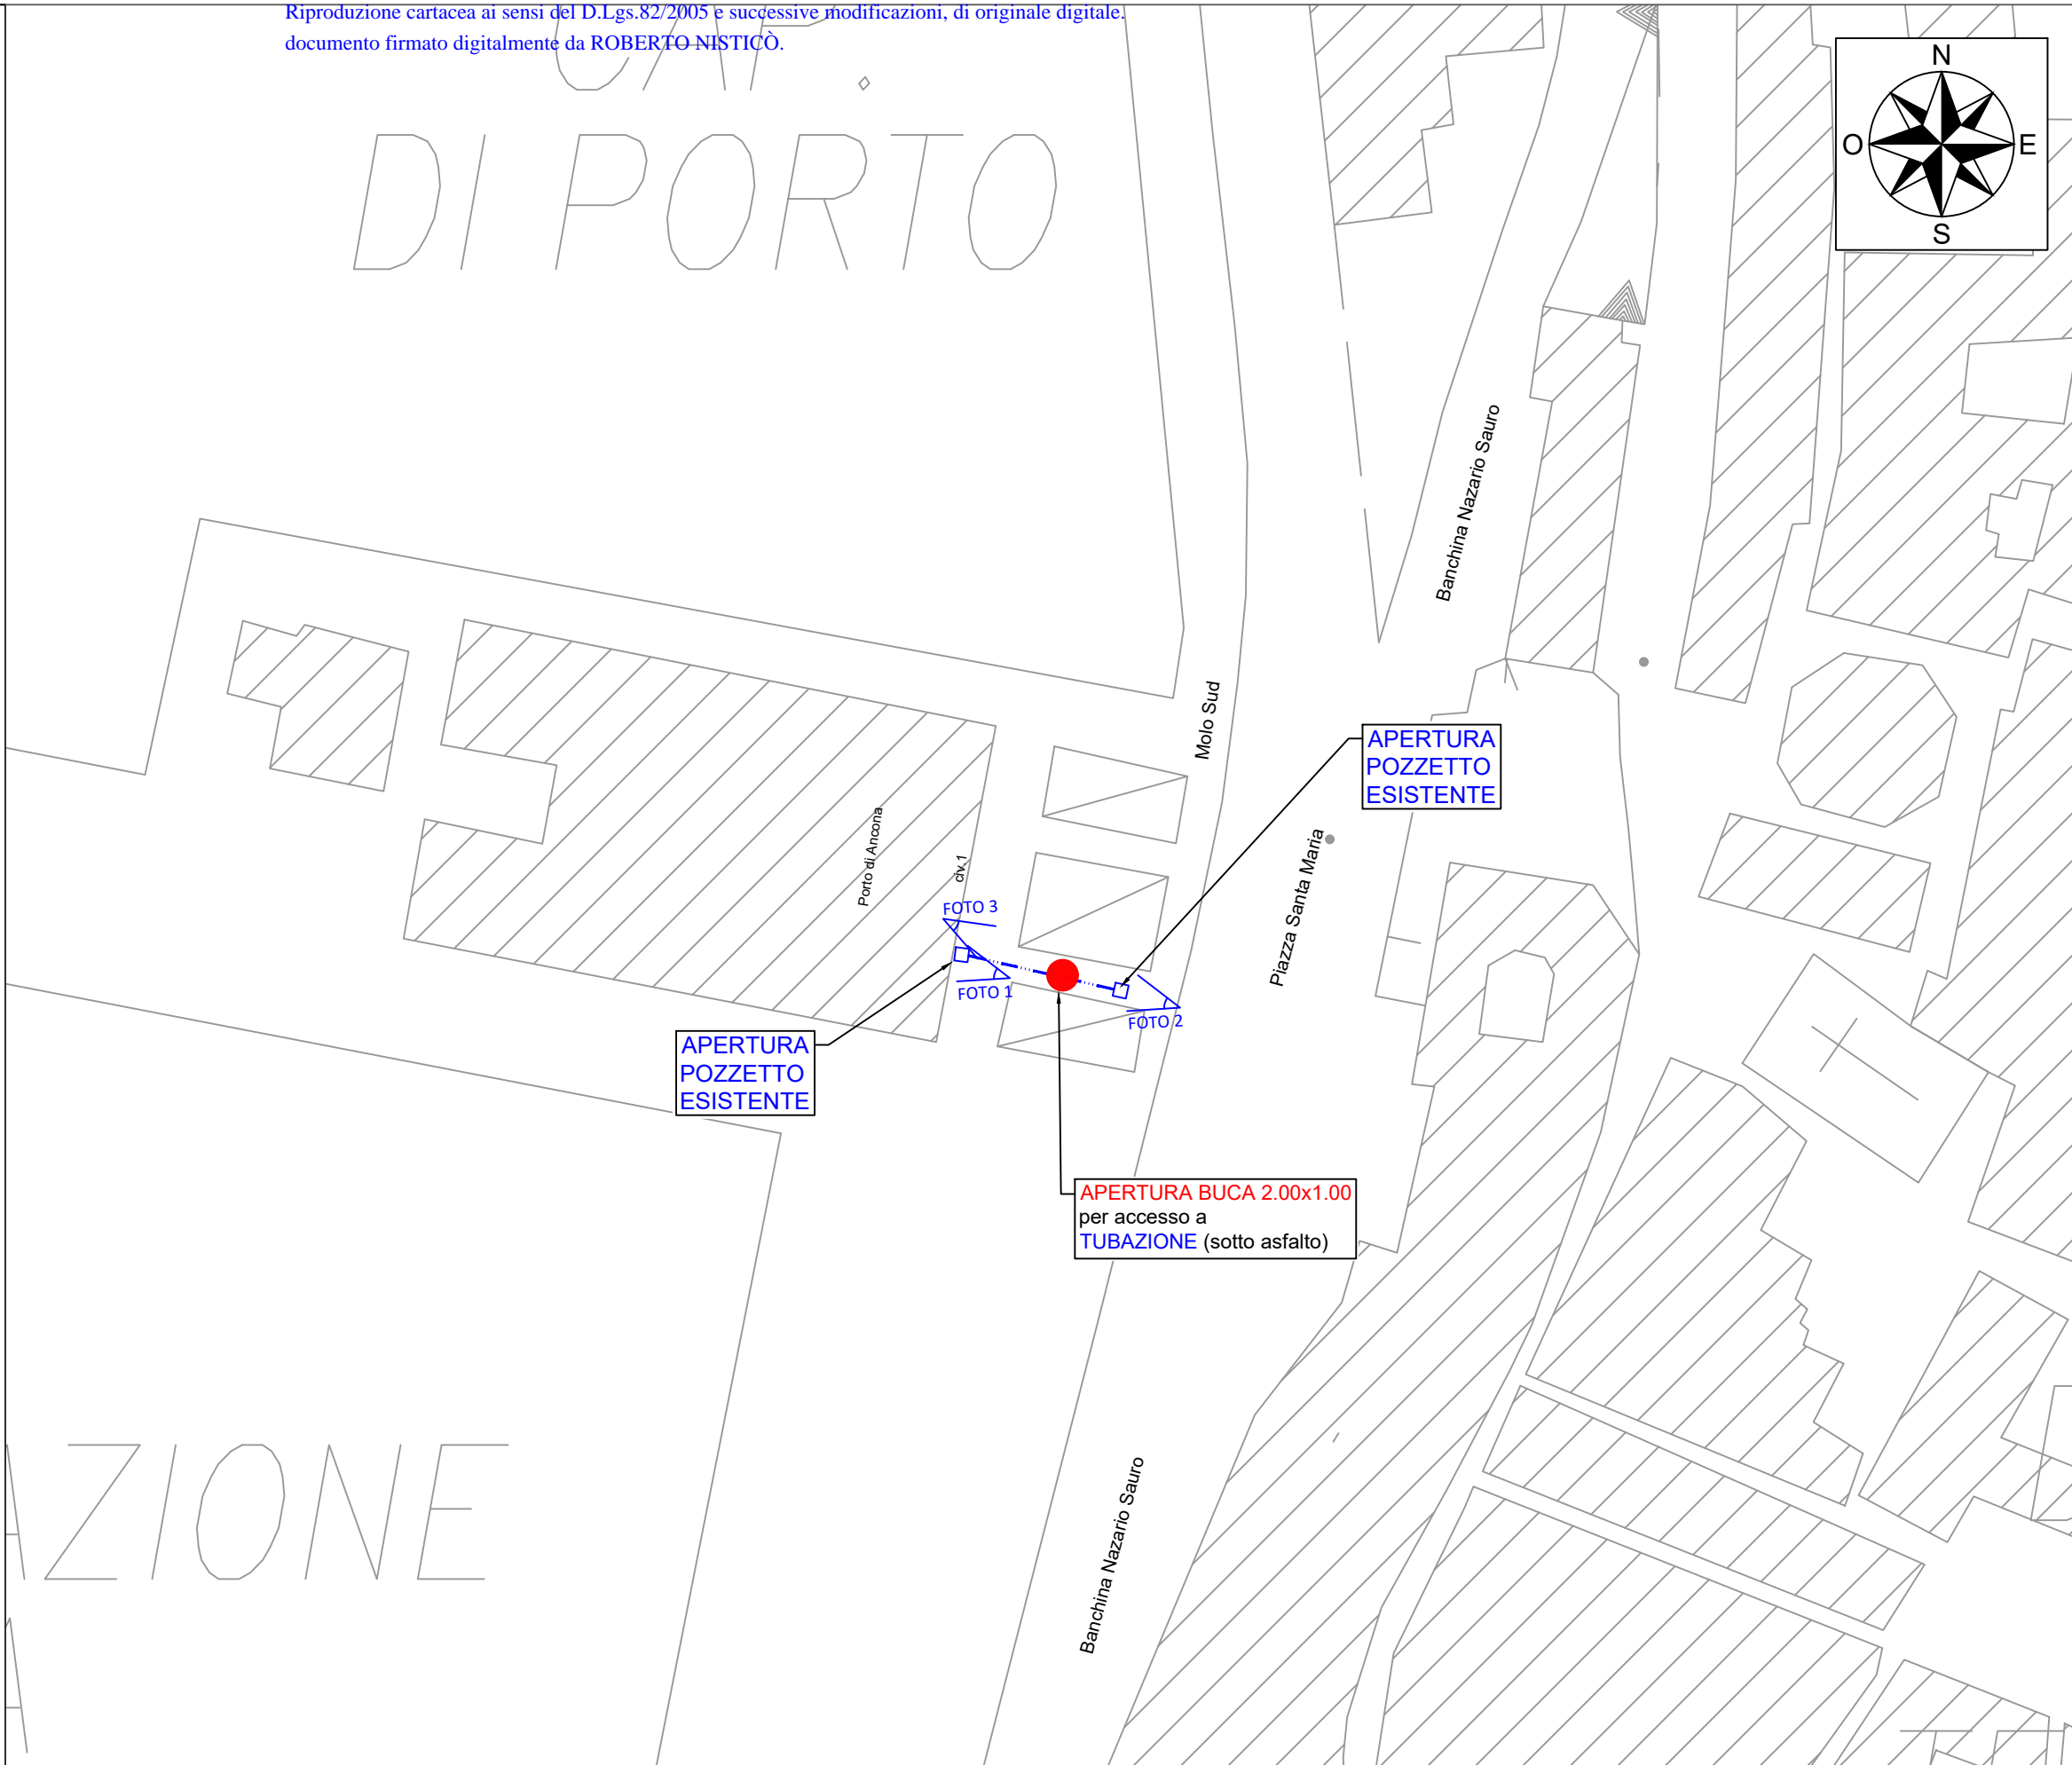 Riproduzione cartacea ai sensi del D.Lgs.82/2005 e successive modificazioni, di originale digitale.
documento firmato digitalmente da ROBERTO NISTICÒ.
DI PORTO
N
O
E
S
Banchina Nazario Sauro
Molo Sud
APERTURA
POZZETTO
ESISTENTE
Porto di Ancona
civ.1
Piazza Santa Maria
FOTO 3
FOTO 1
FOTO 2
APERTURA
POZZETTO
ESISTENTE
APERTURA BUCA 2.00x1.00
per accesso a
TUBAZIONE (sotto asfalto)
AZIONE
Banchina Nazario Sauro